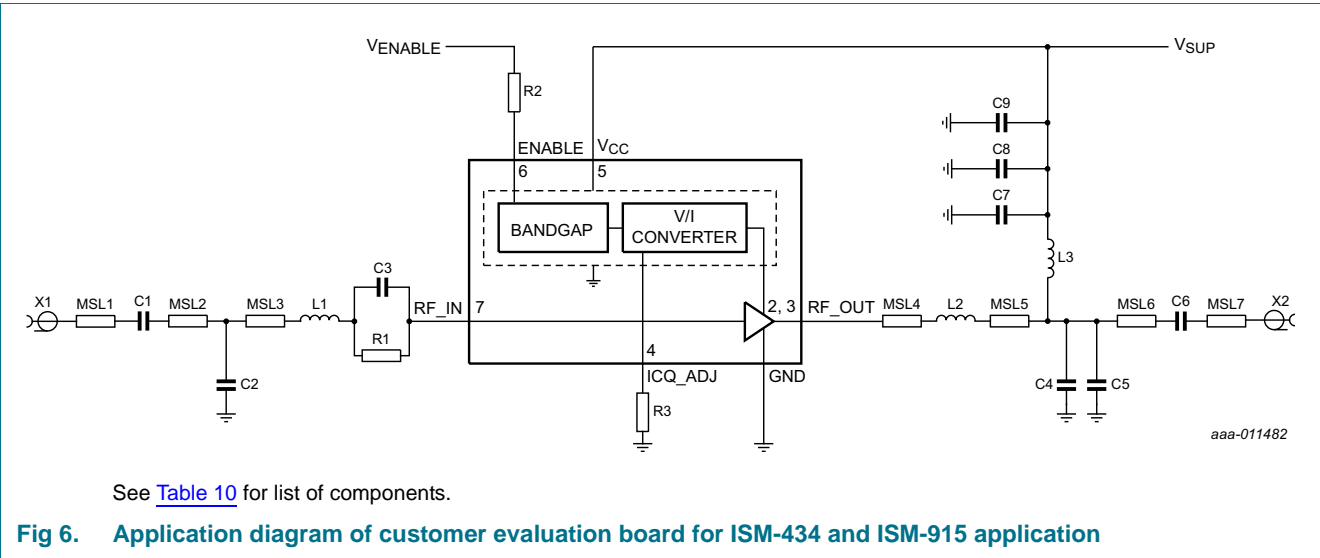 VENABLE
VSUP
R2
C9
C8
C7
L3
ENABLE
VCC
6
5
BANDGAP
V/I
CONVERTER
X1
MSL1
C1
MSL2
MSL3
L1
C3
R1
RF_IN
7
2, 3
RF_OUT
MSL4
L2
MSL5
MSL6
C6
MSL7
X2
C2
4
ICQ_ADJ
GND
R3
C4
C5
aaa-011482
See Table 10 for list of components.
Fig 6. Application diagram of customer evaluation board for ISM-434 and ISM-915 application